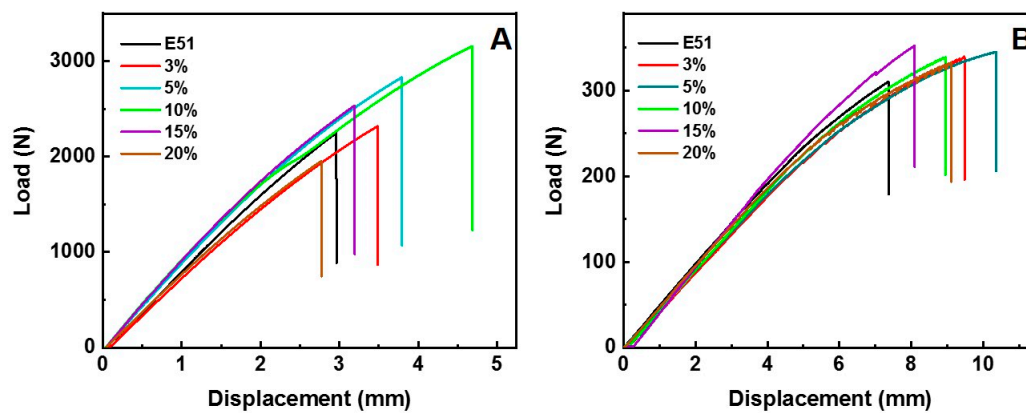 A
E51
3%
5%
10%
15%
20%
3000
2000
1000
0
0 1 2 3 4 5
Load (N)
Displacement (mm)
B
E51
3%
5%
10%
15%
20%
300
200
100
0
0 2 4 6 8 10
Load (N)
Displacement (mm)